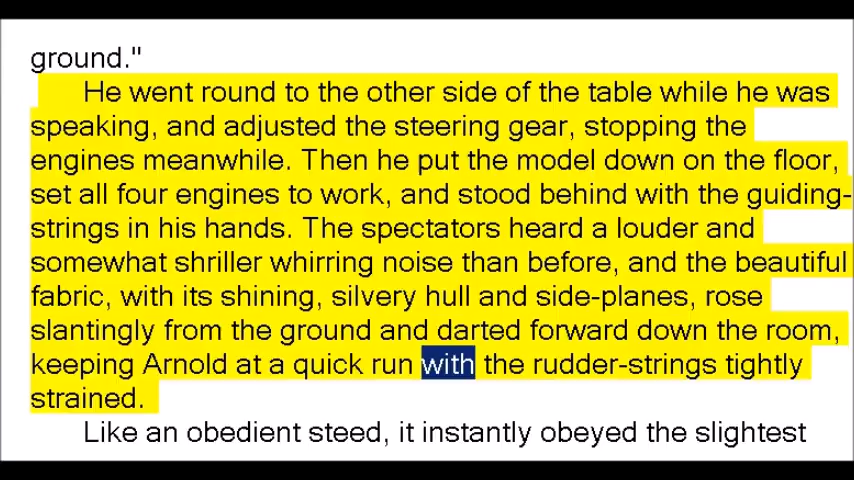 ground."
He went round to the other side of the table while he was
speaking, and adjusted the steering gear, stopping the
engines meanwhile. Then he put the model down on the floor,
set all four engines to work, and stood behind with the guiding-
strings in his hands. The spectators heard a louder and
somewhat shriller whirring noise than before, and the beautiful
fabric, with its shining, silvery hull and side-planes, rose
slantingly from the ground and darted forward down the room,
keeping Arnold at a quick run with the rudder-strings tightly
strained.
Like an obedient steed, it instantly obeyed the slightest